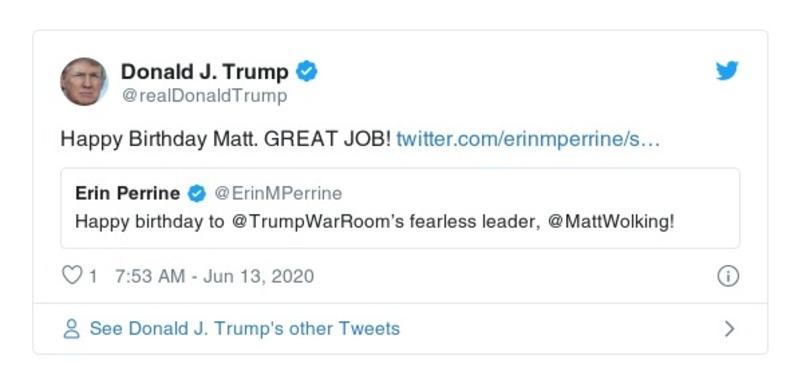 Donald J. Trump
@realDonaldTrump
Happy Birthday Matt. GREAT JOB! twitter.com/erinmperrine/s…
Erin Perrine @ErinMPerrine
Happy birthday to @TrumpWarRoom's fearless leader, @MattWolking!
1 7:53 AM - Jun 13, 2020
See Donald J. Trump's other Tweets